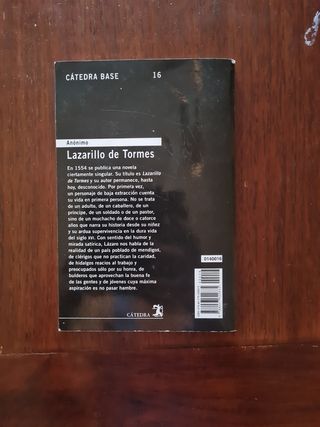 CÁTEDRA BASE 16
Anónimo
Lazarillo de Tormes
En 1554 se publica una novela
ciertamente singular. Su título es Lazarillo
de Tormes y su autor permanece, hasta
hoy, desconocido. Por primera vez,
un personaje de baja extracción cuenta
su vida en primera persona. No se trata
de un adulto, de un caballero, de un
príncipe, de un soldado o de un pastor,
sino de un muchacho de doce o catorce
años que narra su historia desde su niñez
y su ardua supervivencia en la dura vida
del siglo XVI. Con sentido del humor y
mirada satírica, Lázaro nos habla de la
realidad de un país poblado de mendigos,
de clérigos que no practican la caridad,
de hidalgos reacios al trabajo y
preocupados sólo por su honra, de
bulderos que aprovechan la buena fe
de las gentes y de jóvenes cuya máxima
aspiración es no pasar hambre.
0140016
CÁTEDRA